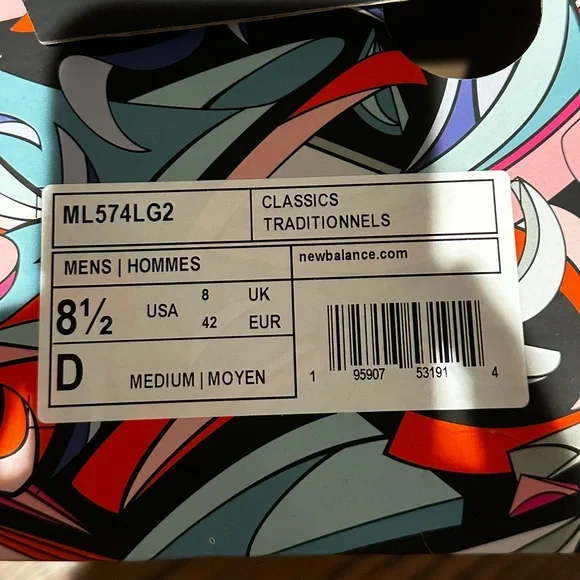 ML574LG2
CLASSICS
TRADITIONNELS
MENS | HOMMES
newbalance.com
8½ USA 8 UK
42 EUR
D MEDIUM | MOYEN
1 95907 53191 4